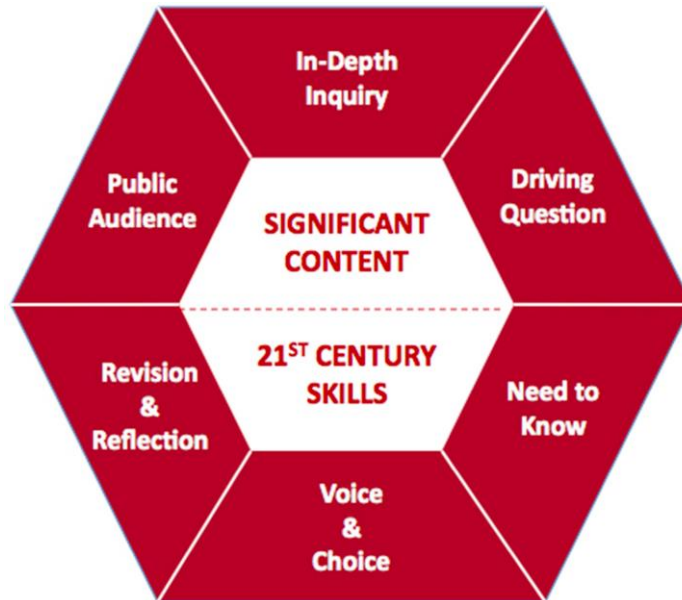 In-Depth
Inquiry
Driving
Question
Need to
Know
Voice
&
Choice
Revision
&
Reflection
Public
Audience
SIGNIFICANT
CONTENT
21ST CENTURY
SKILLS